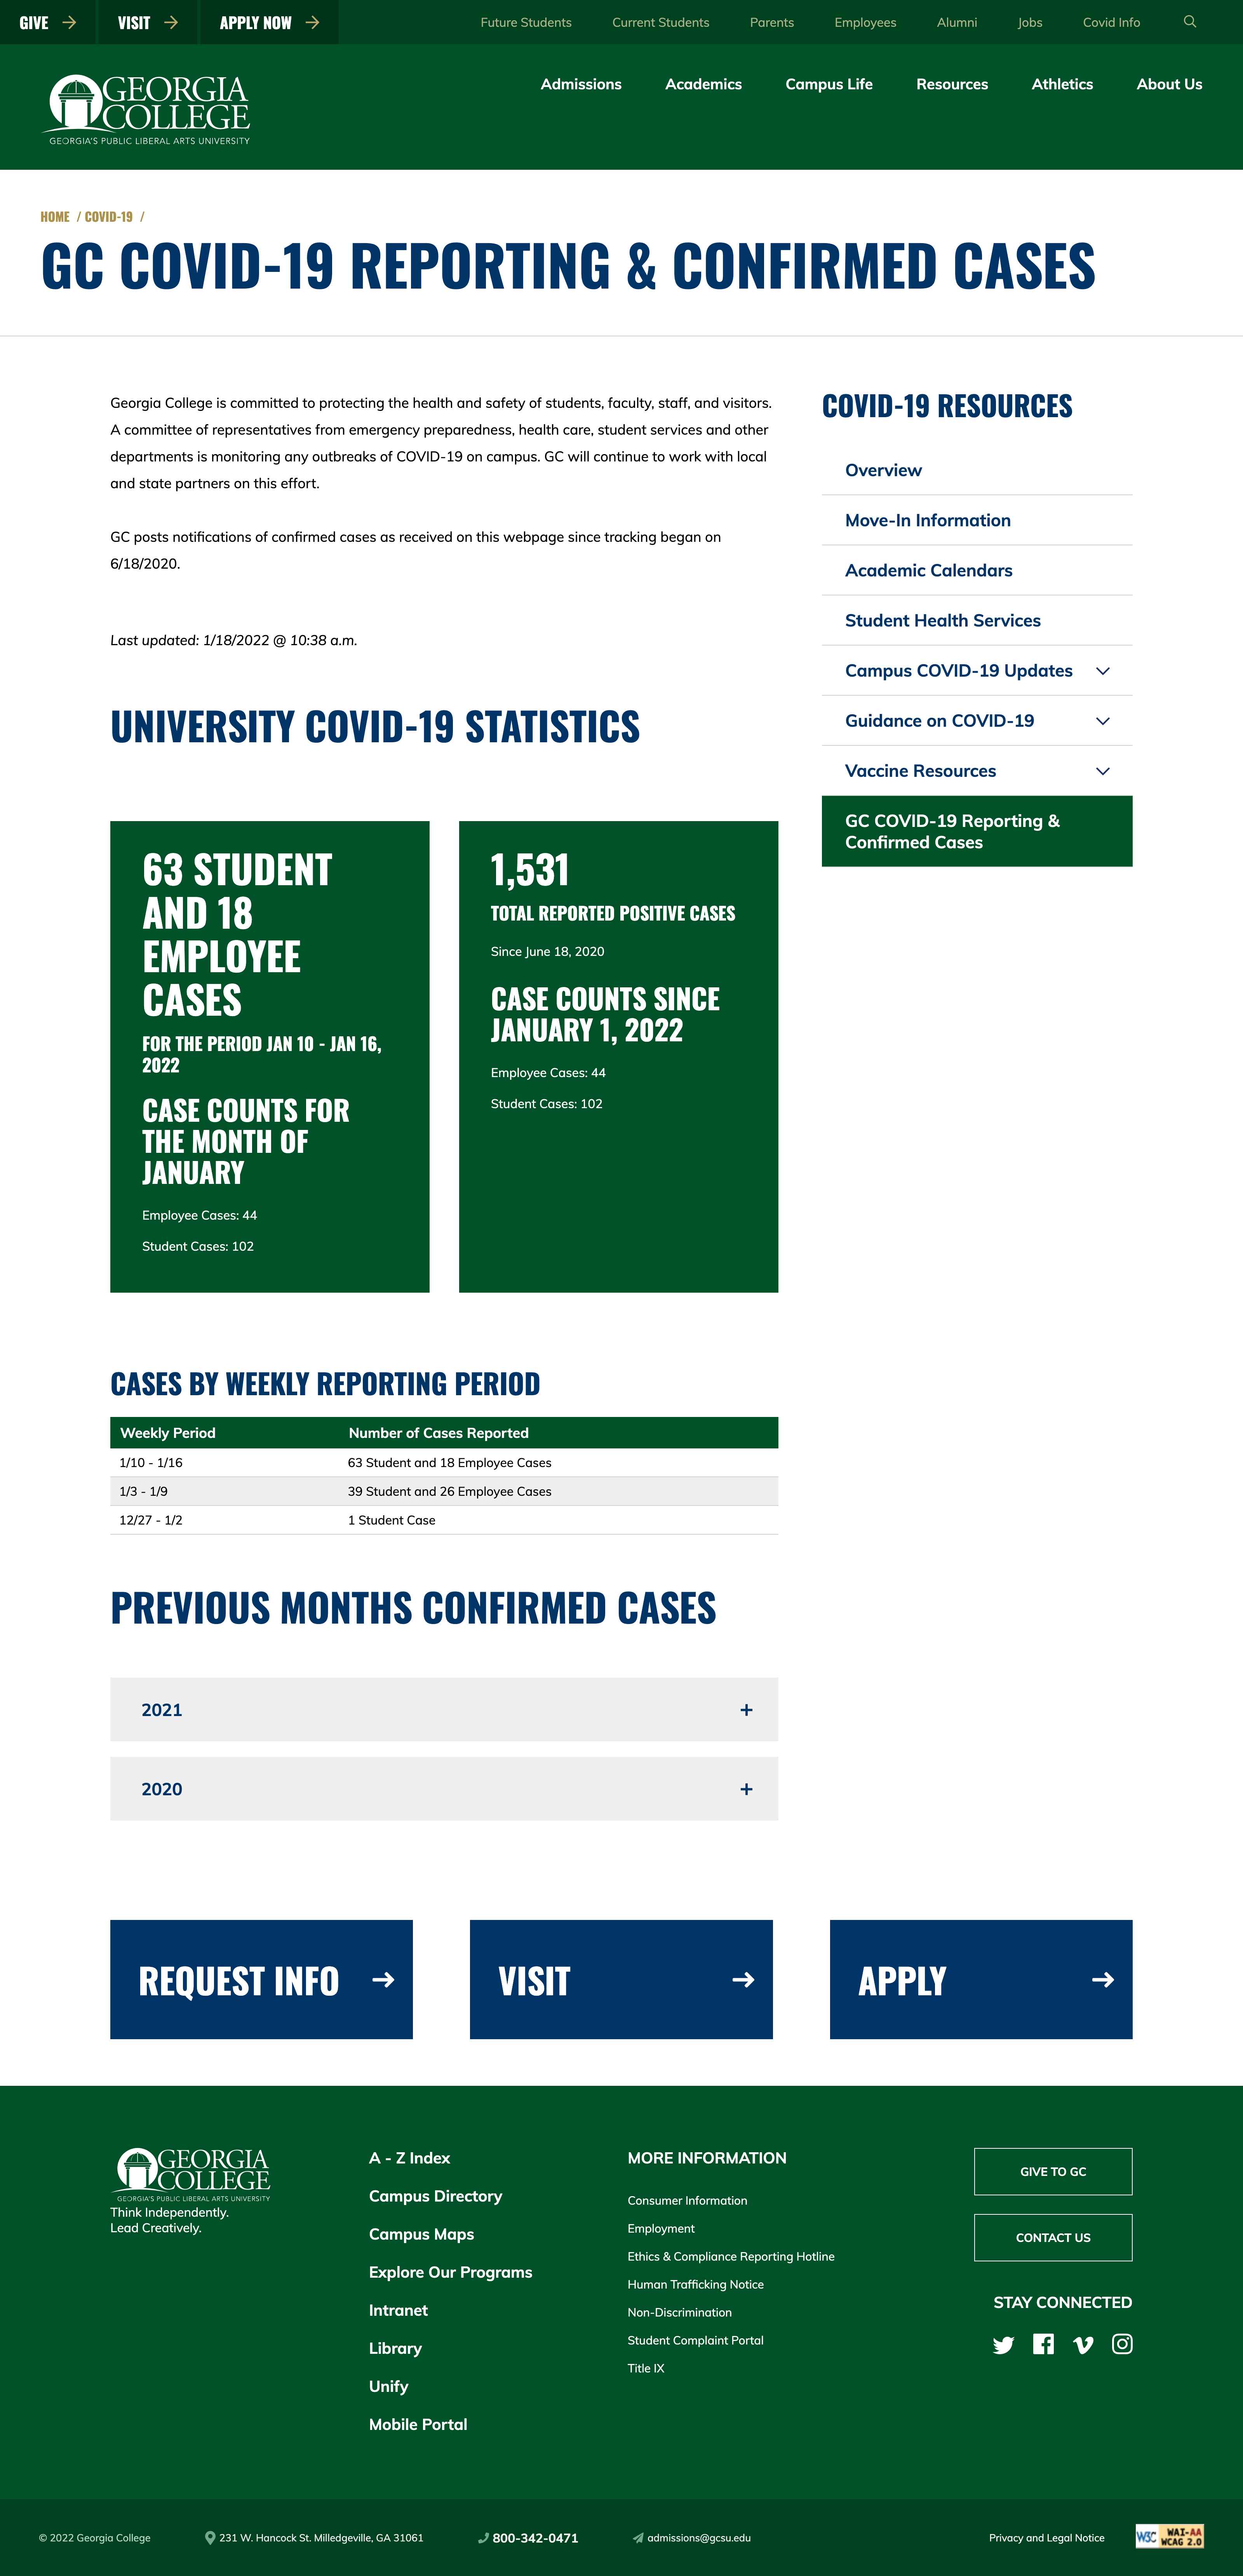 GIVE
VISIT
APPLY NOW
Future Students
Current Students
Parents
Employees
Alumni
Jobs
Covid Info
GEORGIA
COLLEGE
GEORGIA'S PUBLIC LIBERAL ARTS UNIVERSITY
Admissions
Academics
Campus Life
Resources
Athletics
About Us
HOME / COVID-19 /
GC COVID-19 REPORTING & CONFIRMED CASES
Georgia College is committed to protecting the health and safety of students, faculty, staff, and visitors.
A committee of representatives from emergency preparedness, health care, student services and other
departments is monitoring any outbreaks of COVID-19 on campus. GC will continue to work with local
and state partners on this effort.
GC posts notifications of confirmed cases as received on this webpage since tracking began on
6/18/2020.
Last updated: 1/18/2022 @ 10:38 a.m.
UNIVERSITY COVID-19 STATISTICS
63 STUDENT
AND 18
EMPLOYEE
CASES
FOR THE PERIOD JAN 10 - JAN 16,
2022
CASE COUNTS FOR
THE MONTH OF
JANUARY
Employee Cases: 44
Student Cases: 102
1,531
TOTAL REPORTED POSITIVE CASES
Since June 18, 2020
CASE COUNTS SINCE
JANUARY 1, 2022
Employee Cases: 44
Student Cases: 102
CASES BY WEEKLY REPORTING PERIOD
Weekly Period Number of Cases Reported
1/10 - 1/16 63 Student and 18 Employee Cases
1/3 - 1/9 39 Student and 26 Employee Cases
12/27 - 1/2 1 Student Case
PREVIOUS MONTHS CONFIRMED CASES
2021 +
2020 +
COVID-19 RESOURCES
Overview
Move-In Information
Academic Calendars
Student Health Services
Campus COVID-19 Updates
Guidance on COVID-19
Vaccine Resources
GC COVID-19 Reporting &
Confirmed Cases
REQUEST INFO
VISIT
APPLY
GEORGIA
COLLEGE
GEORGIA'S PUBLIC LIBERAL ARTS UNIVERSITY
Think Independently.
Lead Creatively.
A - Z Index
Campus Directory
Campus Maps
Explore Our Programs
Intranet
Library
Unify
Mobile Portal
MORE INFORMATION
Consumer Information
Employment
Ethics & Compliance Reporting Hotline
Human Trafficking Notice
Non-Discrimination
Student Complaint Portal
Title IX
GIVE TO GC
CONTACT US
STAY CONNECTED
© 2022 Georgia College
231 W. Hancock St. Milledgeville, GA 31061
800-342-0471
admissions@gcsu.edu
Privacy and Legal Notice
W3C WAI-AA
WCAG 2.0